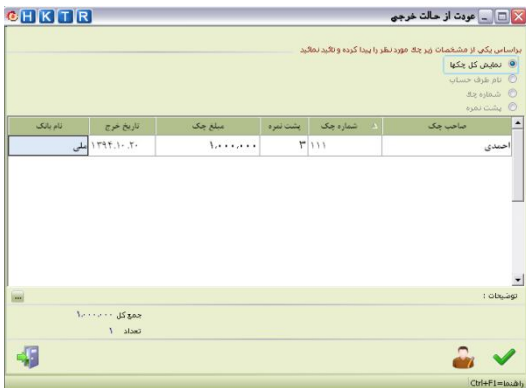 عودت از حالت خرجی
H K T R
براساس یکی از مشخصات زیر چک مورد نظر را پیدا کرده و تائید نمائید
نمایش کل چکها
نام طرف حساب
شماره چک
پشت نمره
صاحب چک شماره چک پشت نمره مبلغ چک تاریخ خرج نام بانک
احمدی ۱۱۱ ۳ ۱,۰۰۰,۰۰۰ ۱۳۹۴.۱۰.۲۰ ملی
توضیحات :
جمع کل ۱,۰۰۰,۰۰۰
تعداد ۱
راهنما=Ctrl+F1